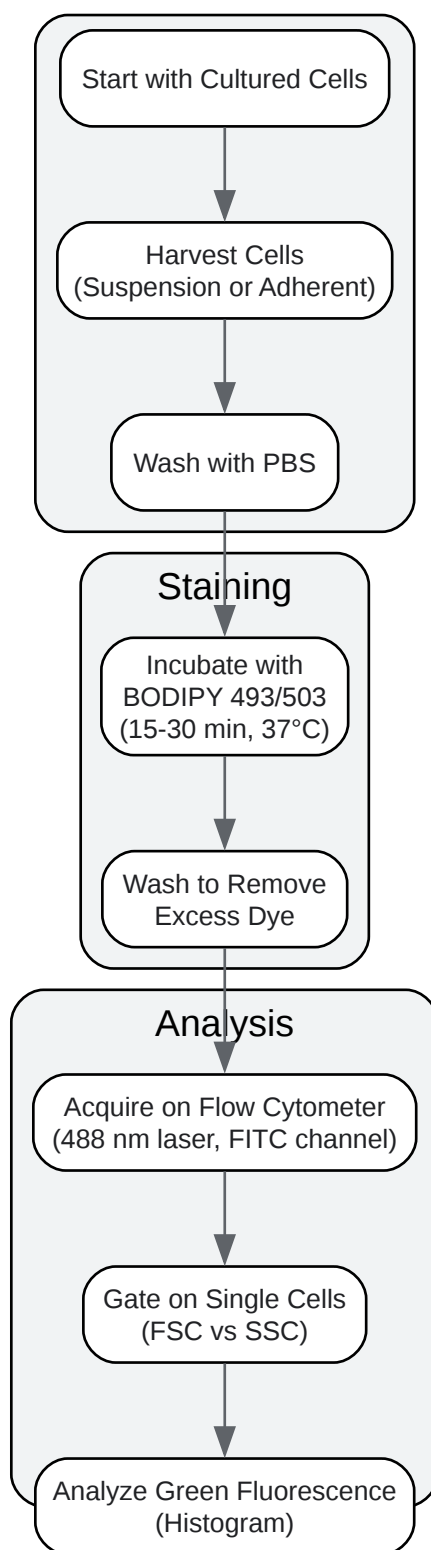 Start with Cultured Cells
Harvest Cells
(Suspension or Adherent)
Wash with PBS
Staining
Incubate with
BODIPY 493/503
(15-30 min, 37°C)
Wash to Remove
Excess Dye
Analysis
Acquire on Flow Cytometer
(488 nm laser, FITC channel)
Gate on Single Cells
(FSC vs SSC)
Analyze Green Fluorescence
(Histogram)